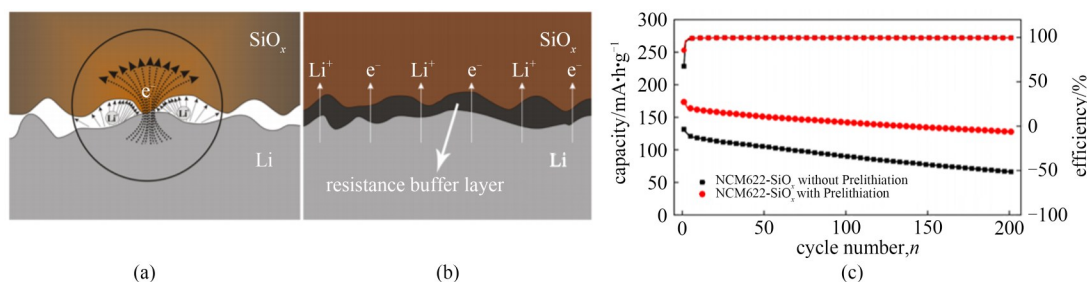 SiOx
e⁻
Li⁺
Li⁺
Li
(a)
SiOx
Li⁺ e⁻ Li⁺ e⁻ Li⁺ e⁻
Li
resistance buffer layer
(b)
capacity/mA·h·g⁻¹
300
250
200
150
100
50
0
NCM622-SiOx without Prelithiation
NCM622-SiOx with Prelithiation
0 50 100 150 200
cycle number,n
100
50
0
−50
−100
efficiency/%
(c)